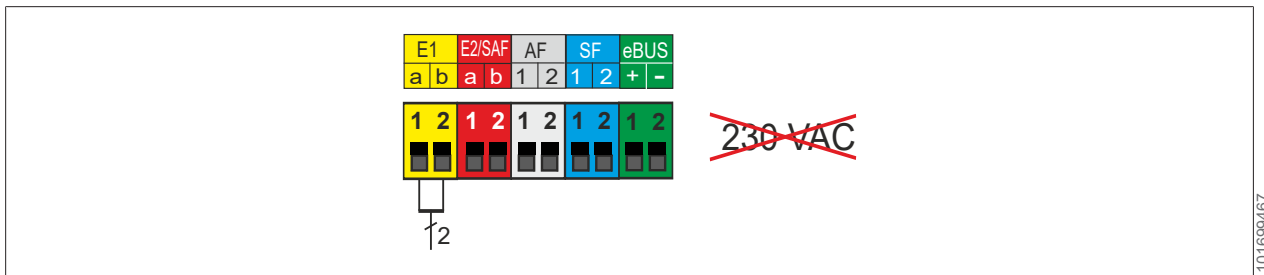 E1 E2/SAF AF SF eBUS
a b a b 1 2 1 2 + -
1 2 1 2 1 2 1 2 1 2
230 VAC
2
101699467